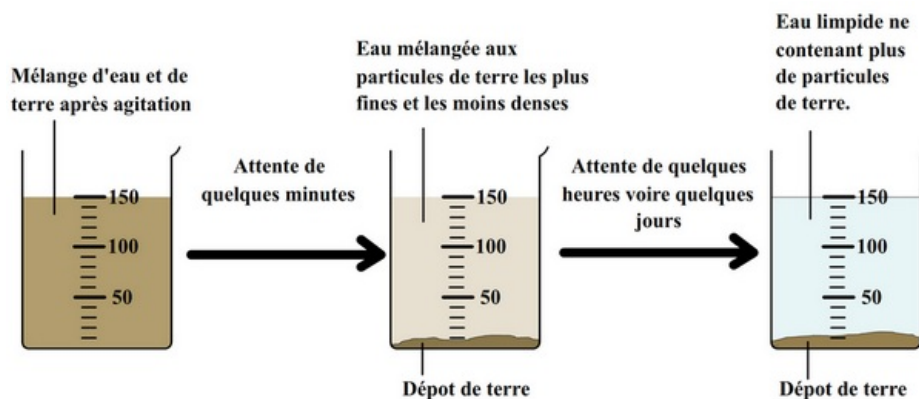 Mélange d'eau et de
terre après agitation
150
100
50
Attente de
quelques minutes
Eau mélangée aux
particules de terre les plus
fines et les moins denses
150
100
50
Dépot de terre
Attente de quelques
heures voire quelques
jours
Eau limpide ne
contenant plus
de particules
de terre.
150
100
50
Dépot de terre